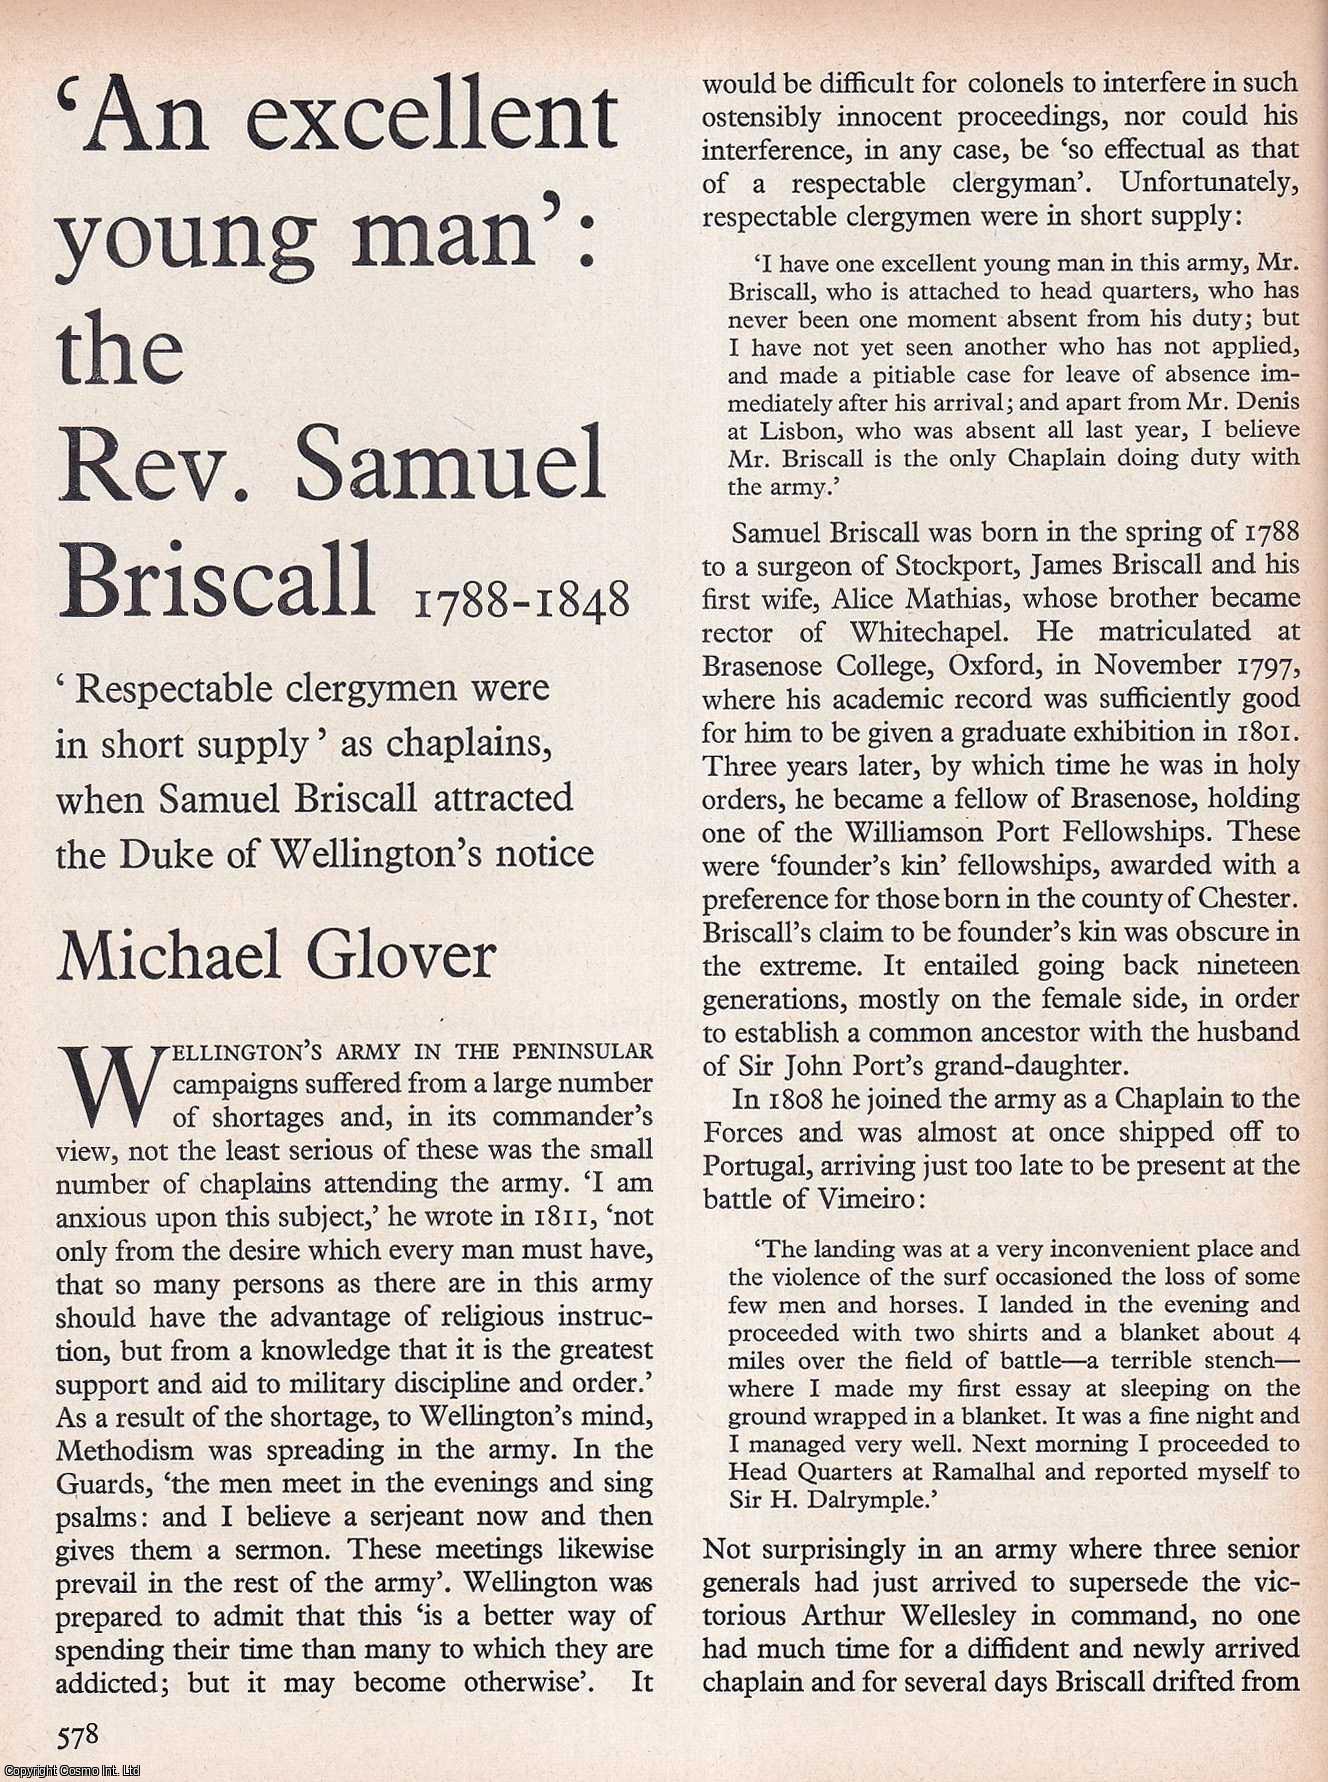 ‘An excellent
young man’:
the
Rev. Samuel
Briscall 1788-1848
‘ Respectable clergymen were
in short supply ’ as chaplains,
when Samuel Briscall attracted
the Duke of Wellington’s notice
Michael Glover
WELLINGTON’S ARMY IN THE PENINSULAR
campaigns suffered from a large number
of shortages and, in its commander’s
view, not the least serious of these was the small
number of chaplains attending the army. ‘I am
anxious upon this subject,’ he wrote in 1811, ‘not
only from the desire which every man must have,
that so many persons as there are in this army
should have the advantage of religious instruc-
tion, but from a knowledge that it is the greatest
support and aid to military discipline and order.’
As a result of the shortage, to Wellington’s mind,
Methodism was spreading in the army. In the
Guards, ‘the men meet in the evenings and sing
psalms: and I believe a serjeant now and then
gives them a sermon. These meetings likewise
prevail in the rest of the army’. Wellington was
prepared to admit that this ‘is a better way of
spending their time than many to which they are
addicted; but it may become otherwise’. It
578
would be difficult for colonels to interfere in such
ostensibly innocent proceedings, nor could his
interference, in any case, be ‘so effectual as that
of a respectable clergyman’. Unfortunately,
respectable clergymen were in short supply:
‘I have one excellent young man in this army, Mr.
Briscall, who is attached to head quarters, who has
never been one moment absent from his duty; but
I have not yet seen another who has not applied,
and made a pitiable case for leave of absence im-
mediately after his arrival; and apart from Mr. Denis
at Lisbon, who was absent all last year, I believe
Mr. Briscall is the only Chaplain doing duty with
the army.’
Samuel Briscall was born in the spring of 1788
to a surgeon of Stockport, James Briscall and his
first wife, Alice Mathias, whose brother became
rector of Whitechapel. He matriculated at
Brasenose College, Oxford, in November 1797,
where his academic record was sufficiently good
for him to be given a graduate exhibition in 1801.
Three years later, by which time he was in holy
orders, he became a fellow of Brasenose, holding
one of the Williamson Port Fellowships. These
were ‘founder’s kin’ fellowships, awarded with a
preference for those born in the county of Chester.
Briscall’s claim to be founder’s kin was obscure in
the extreme. It entailed going back nineteen
generations, mostly on the female side, in order
to establish a common ancestor with the husband
of Sir John Port’s grand-daughter.
In 1808 he joined the army as a Chaplain to the
Forces and was almost at once shipped off to
Portugal, arriving just too late to be present at the
battle of Vimeiro:
‘The landing was at a very inconvenient place and
the violence of the surf occasioned the loss of some
few men and horses. I landed in the evening and
proceeded with two shirts and a blanket about 4
miles over the field of battle—a terrible stench—
where I made my first essay at sleeping on the
ground wrapped in a blanket. It was a fine night and
I managed very well. Next morning I proceeded to
Head Quarters at Ramalhal and reported myself to
Sir H. Dalrymple.’
Not surprisingly in an army where three senior
generals had just arrived to supersede the vic-
torious Arthur Wellesley in command, no one
had much time for a diffident and newly arrived
chaplain and for several days Briscall drifted from
Copyright Cosmo Int. Ltd